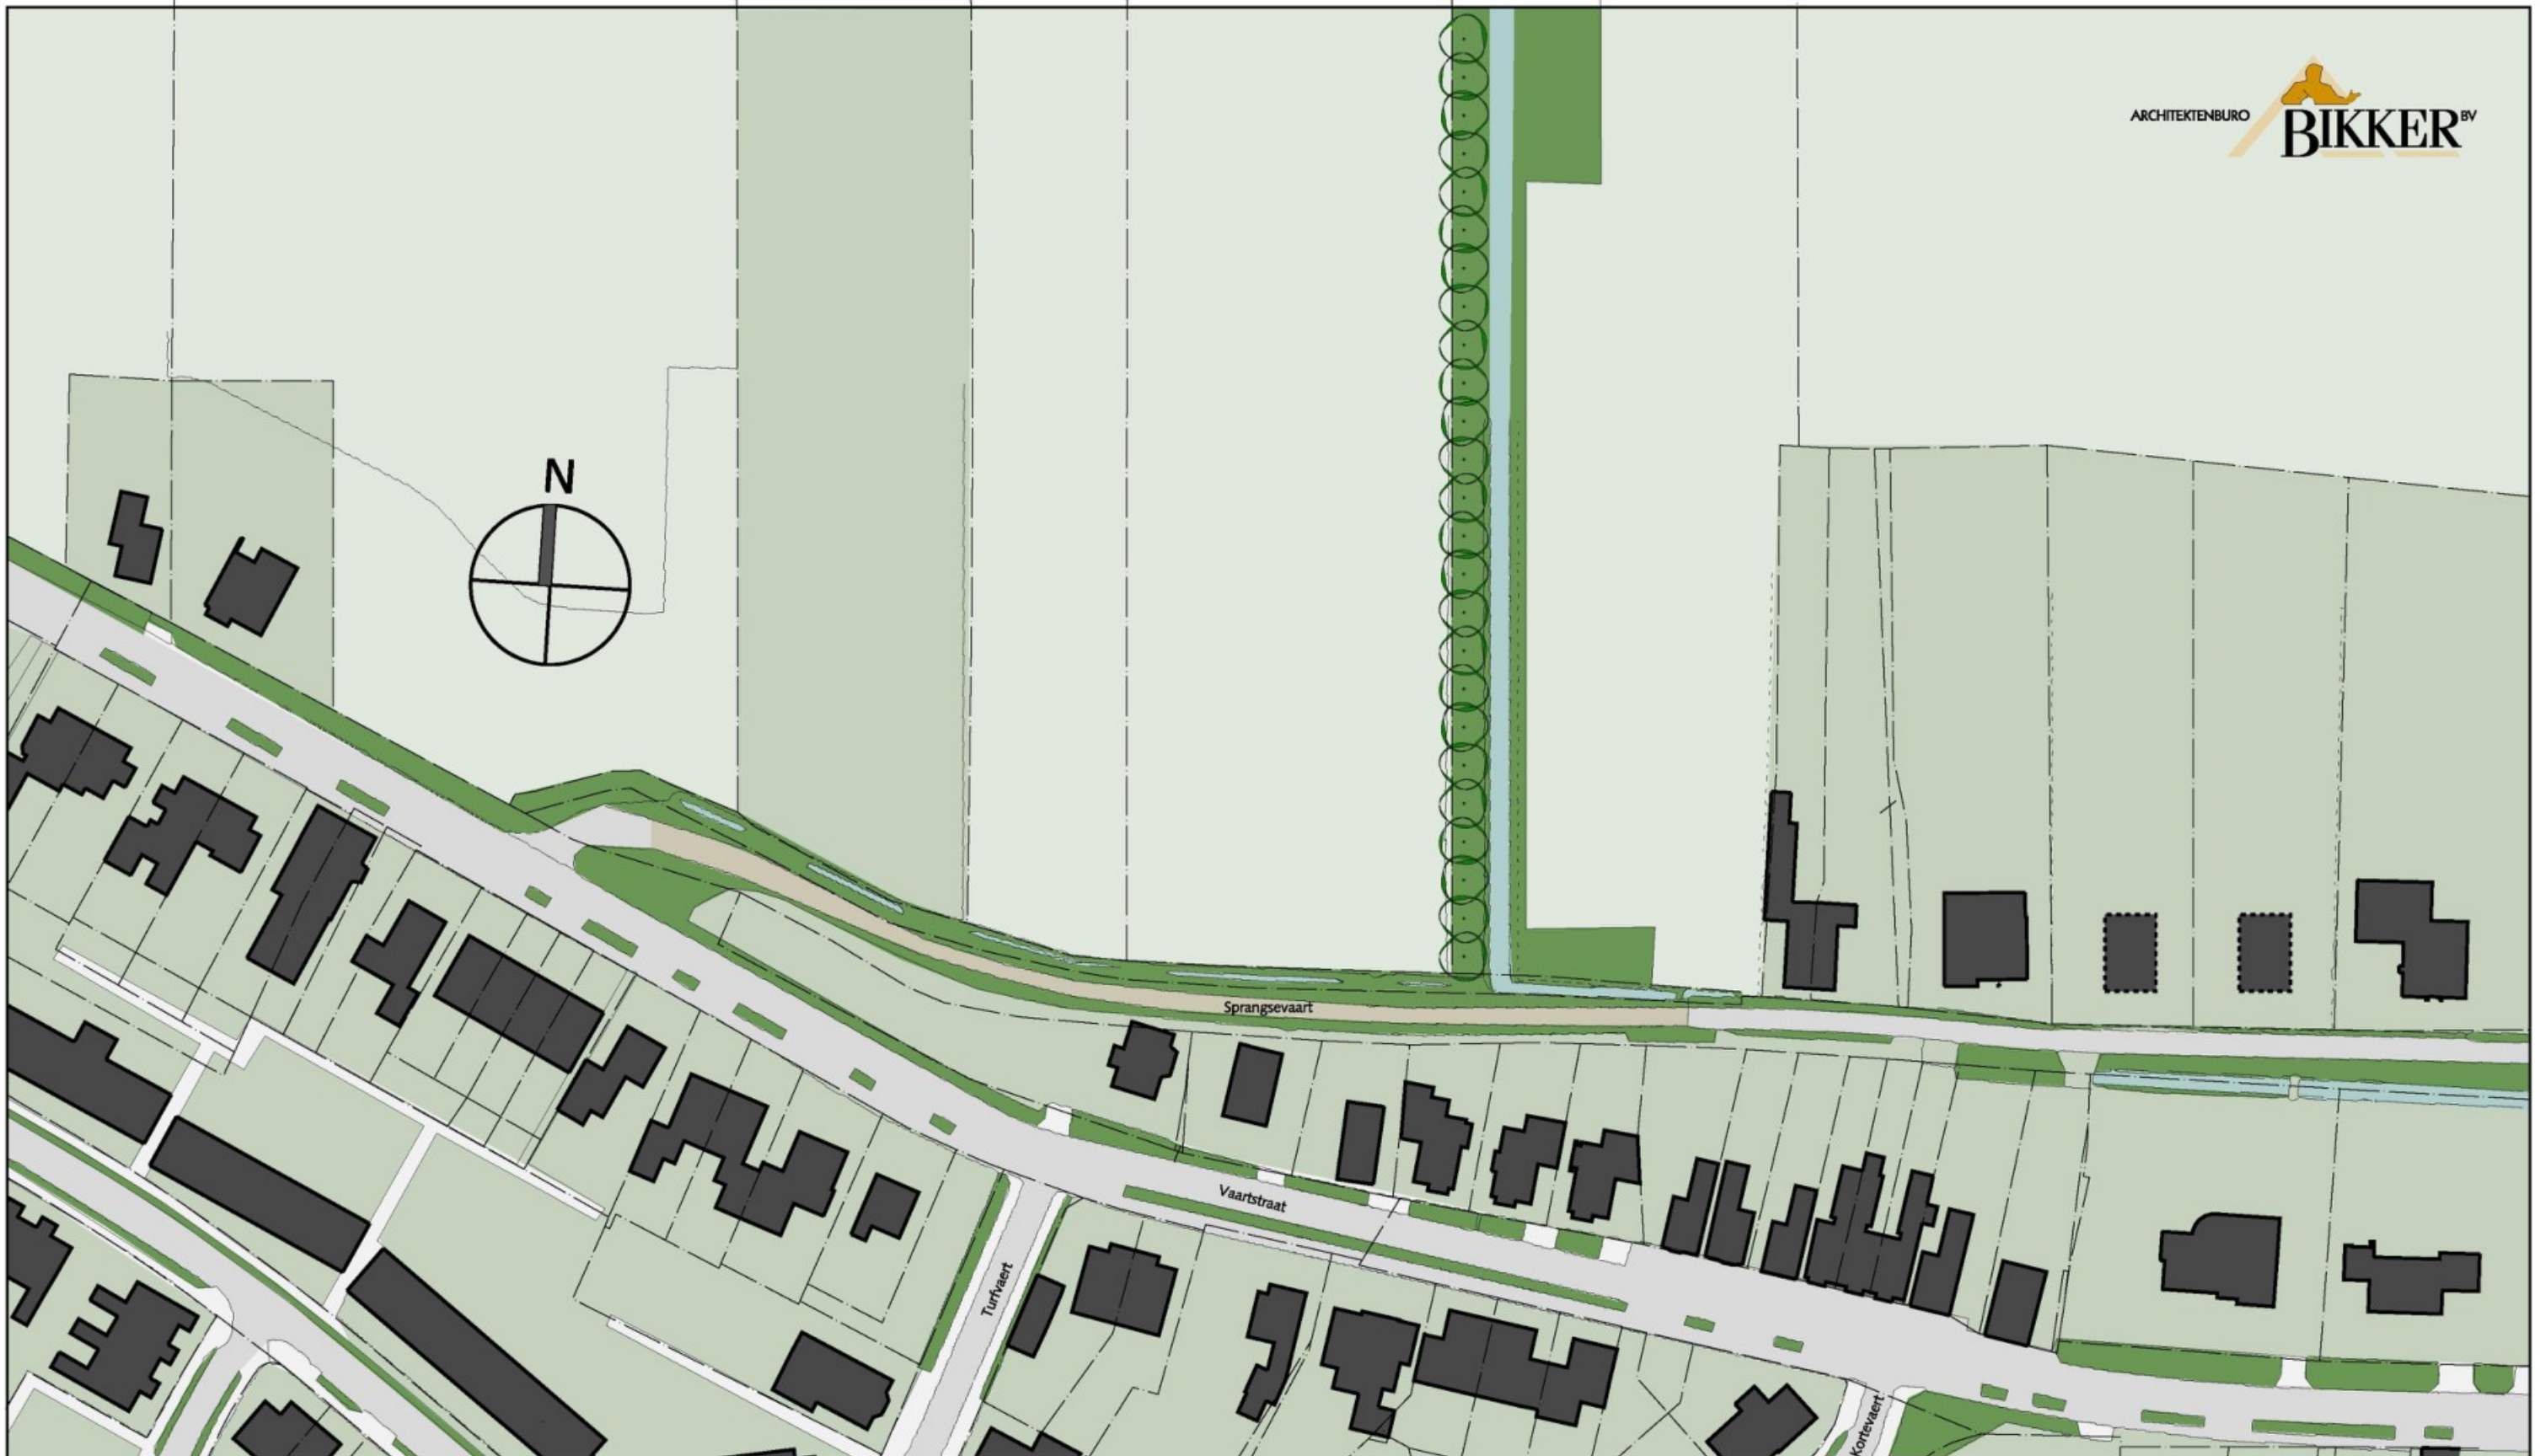 ARCHITEKTENBURO
BIKKER BV
N
Sprangsevaart
Vaartstraat
Turfvaert
Kortevaert